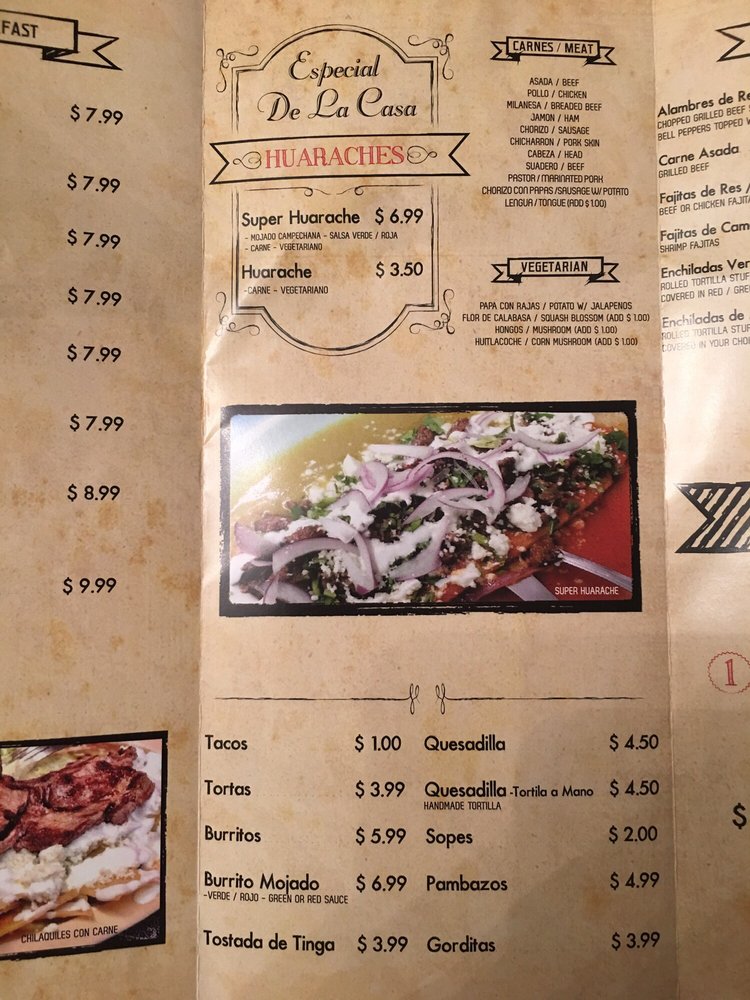 FAST
$ 7.99
$ 7.99
$ 7.99
$ 7.99
$ 7.99
$ 7.99
$ 8.99
$ 9.99
CHILAQUILES CON CARNE
Especial
De La Casa
HUARACHES
Super Huarache $ 6.99
- MOJADO CAMPECHANA - SALSA VERDE / ROJA
- CARNE - VEGETARIANO
Huarache $ 3.50
-CARNE - VEGETARIANO
CARNES / MEAT
ASADA / BEEF
POLLO / CHICKEN
MILANESA / BREADED BEEF
JAMON / HAM
CHORIZO / SAUSAGE
CHICHARRON / PORK SKIN
CABEZA / HEAD
SUADERO / BEEF
PASTOR / MARINATED PORK
CHORIZO CON PAPAS /SAUSAGE W/ POTATO
LENGUA / TONGUE (ADD $ 1.00)
VEGETARIAN
PAPA CON RAJAS / POTATO W/ JALAPENOS
FLOR DE CALABASA / SQUASH BLOSSOM (ADD $ 1.00)
HONGOS / MUSHROOM (ADD $ 1.00)
HUITLACOCHE / CORN MUSHROOM (ADD $ 1.00)
SUPER HUARACHE
Tacos $ 1.00
Tortas $ 3.99
Burritos $ 5.99
Burrito Mojado $ 6.99
-VERDE / ROJO - GREEN OR RED SAUCE
Tostada de Tinga $ 3.99
Quesadilla $ 4.50
Quesadilla -Tortila a Mano $ 4.50
HANDMADE TORTILLA
Sopes $ 2.00
Pambazos $ 4.99
Gorditas $ 3.99
Alambres de Re
CHOPPED GRILLED BEEF
BELL PEPPERS TOPPED W
Carne Asada
GRILLED BEEF
Fajitas de Res /
BEEF OR CHICKEN FAJITA
Fajitas de Cam
SHRIMP FAJITAS
Enchiladas Ver
ROLLED TORTILLA STUF
COVERED IN RED / GRE
Enchiladas de
ROLLED TORTILLA STUF
COVERED IN YOUR CHOI
1
$